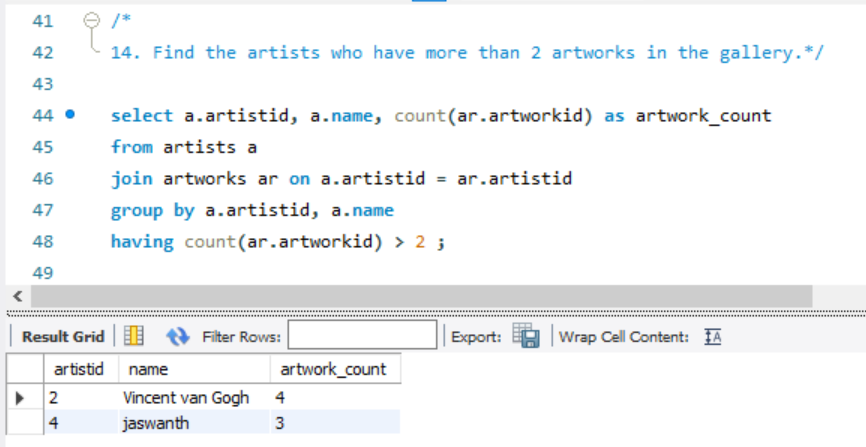 41 /*
42 14. Find the artists who have more than 2 artworks in the gallery.*/
43
44 select a.artistid, a.name, count(ar.artworkid) as artwork_count
45 from artists a
46 join artworks ar on a.artistid = ar.artistid
47 group by a.artistid, a.name
48 having count(ar.artworkid) > 2 ;
49
Result Grid Filter Rows: Export: Wrap Cell Content: IA
artistid name artwork_count
2 Vincent van Gogh 4
4 jaswanth 3